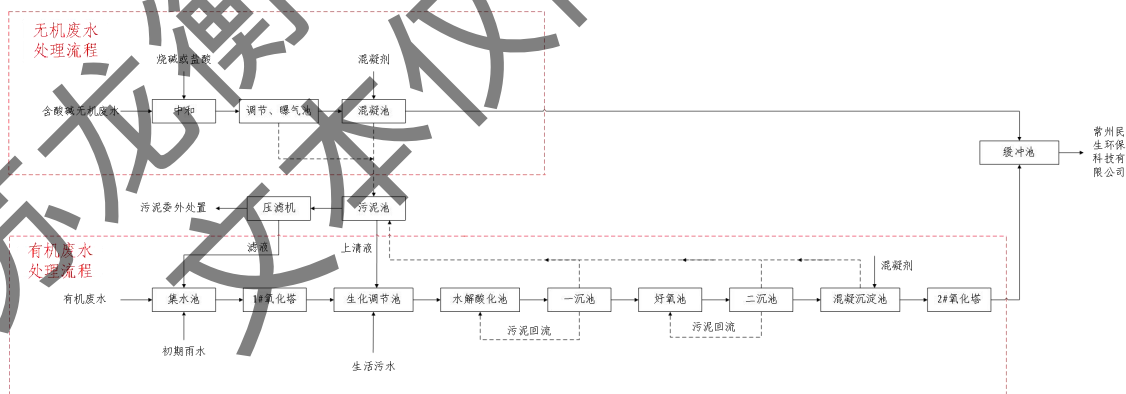 无机废水
处理流程
烧碱或盐酸
混凝剂
含酸碱无机废水
中和
调节、曝气池
混凝池
缓冲池
常州民
生环保
科技有
限公司
污泥委外处置
压滤机
污泥池
有机废水
处理流程
滤液
上清液
混凝剂
有机废水
集水池
1#氧化塔
生化调节池
水解酸化池
一沉池
好氧池
二沉池
混凝沉淀池
2#氧化塔
污泥回流
污泥回流
初期雨水
生活污水
龙衡
文本仅